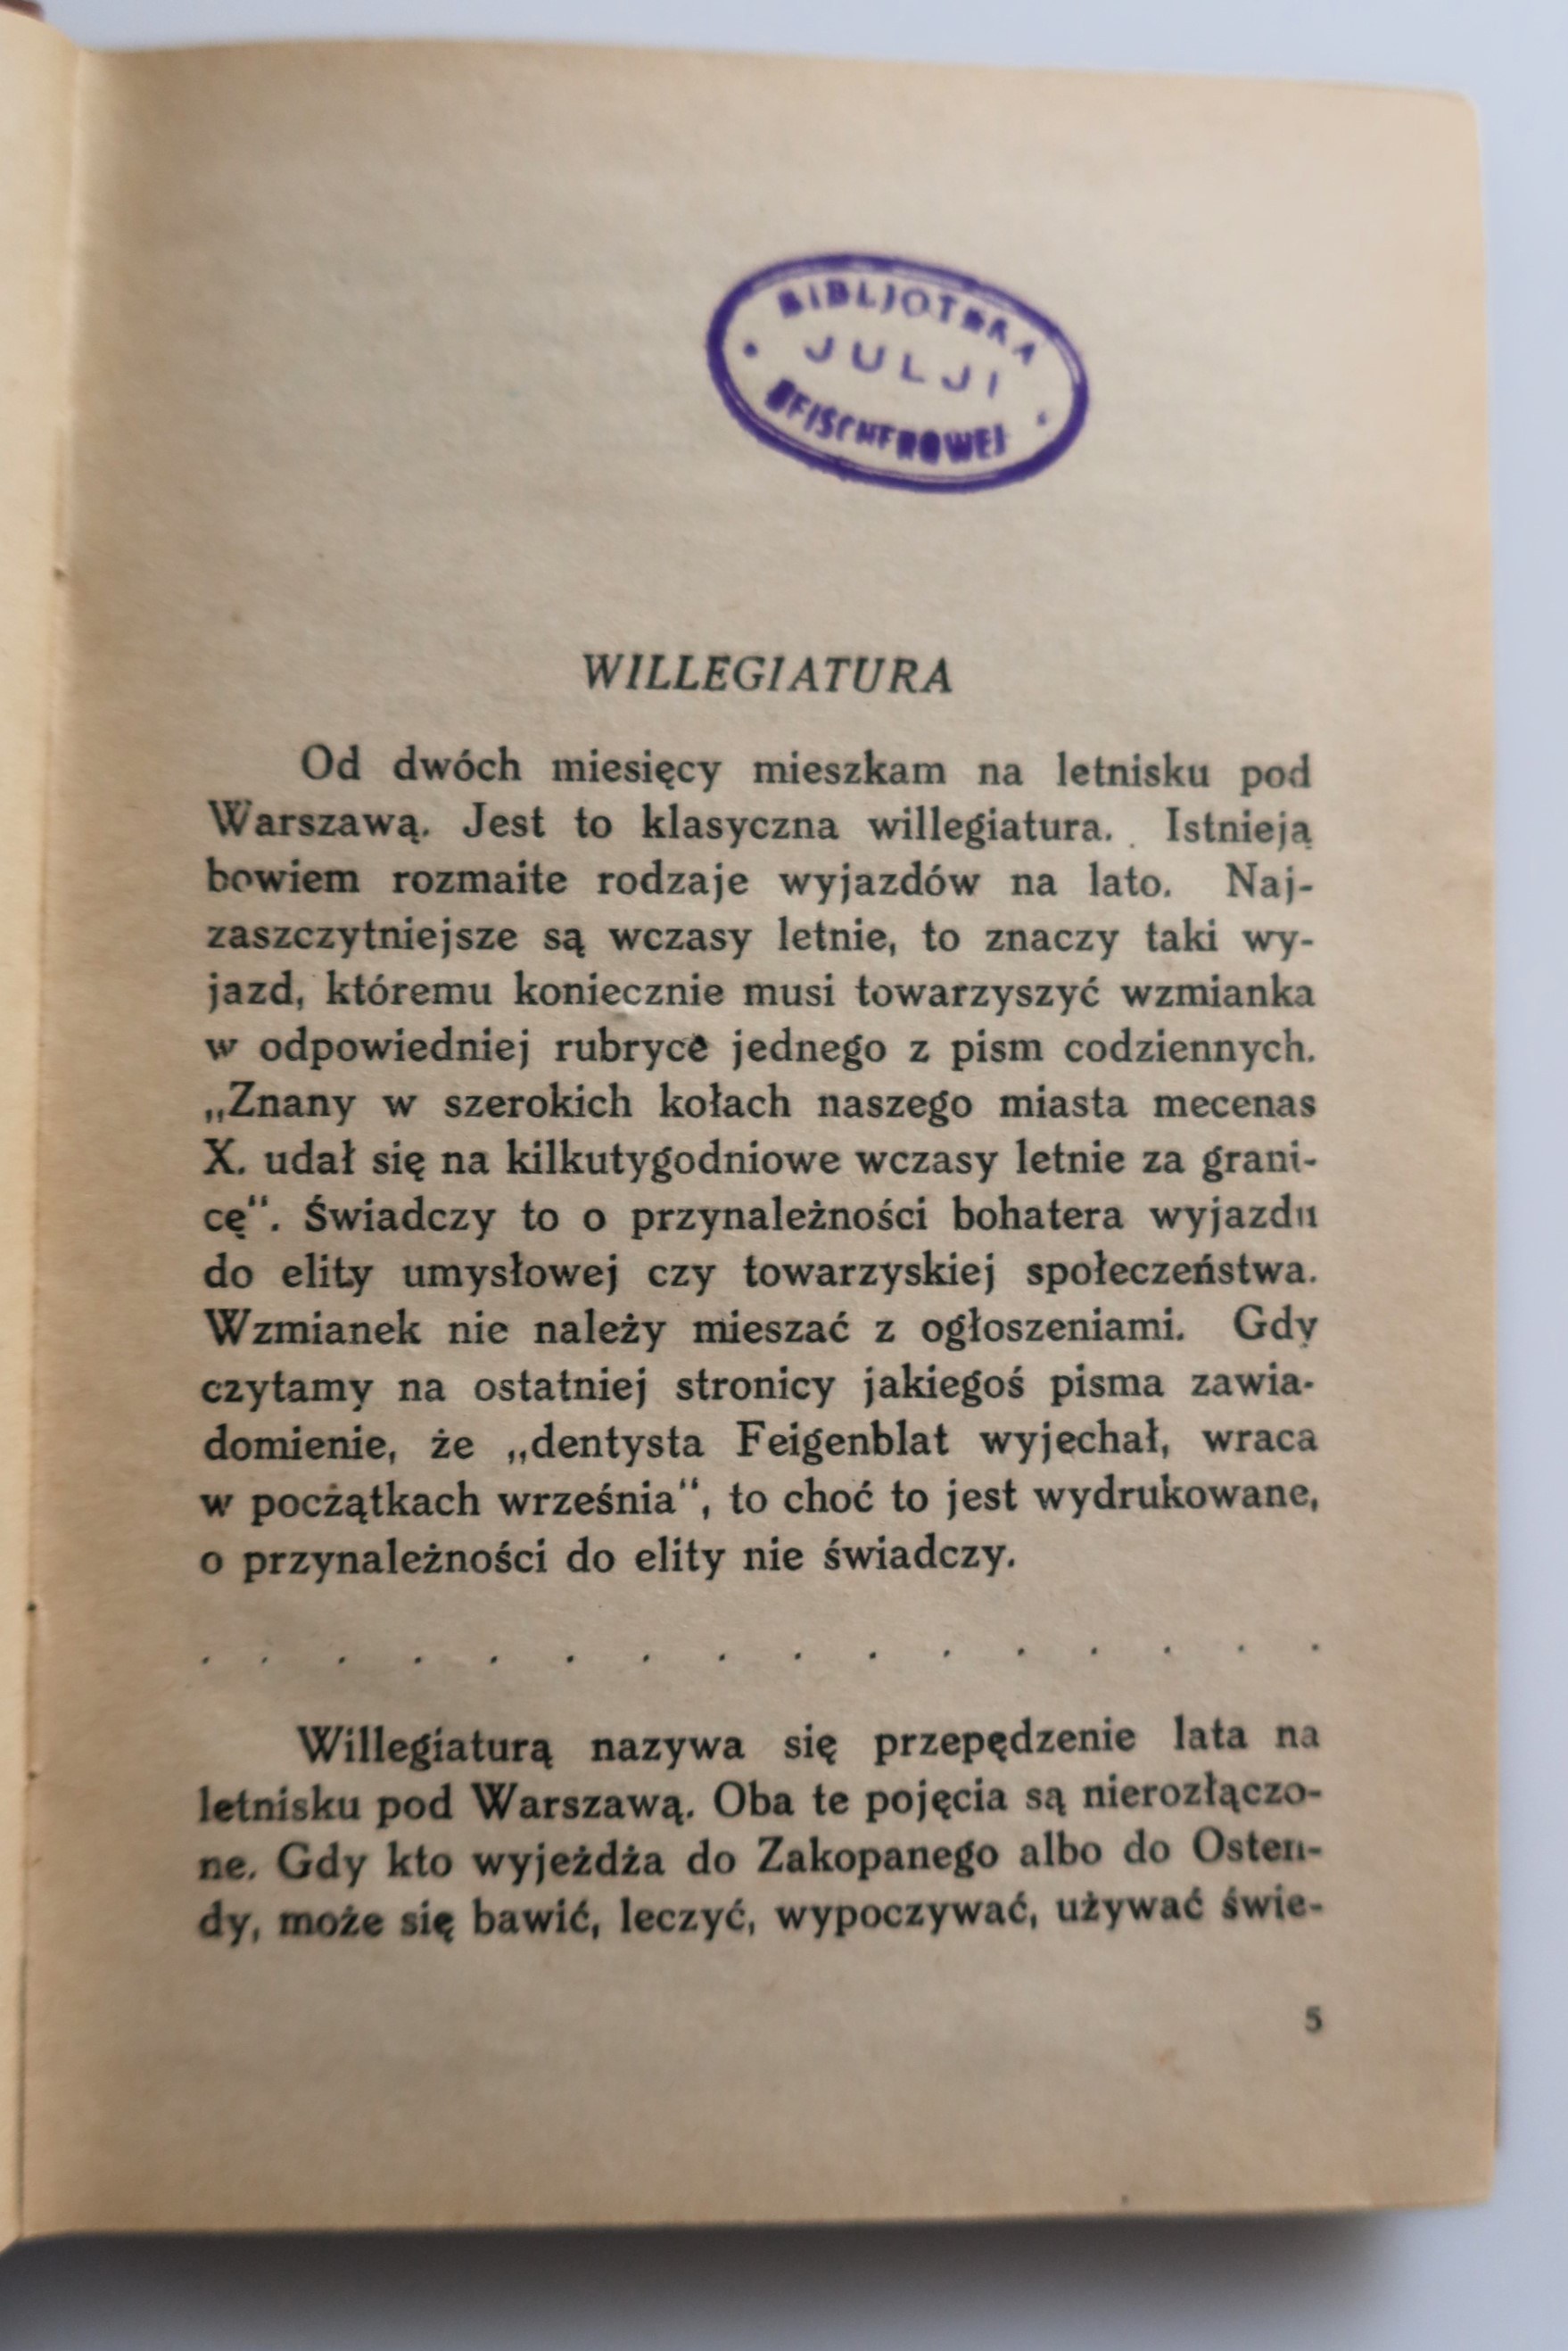 BIBLJOTEKA
JULJI
WILLEGIATURA
Od dwóch miesięcy mieszkam na letnisku pod
Warszawą. Jest to klasyczna willegiatura. Istnieją
bowiem rozmaite rodzaje wyjazdów na lato. Naj-
zaszczytniejsze są wczasy letnie, to znaczy taki wy-
jazd, któremu koniecznie musi towarzyszyć wzmianka
w odpowiedniej rubryce jednego z pism codziennych.
„Znany w szerokich kołach naszego miasta mecenas
X. udał się na kilkutygodniowe wczasy letnie za grani-
cę“. Świadczy to o przynależności bohatera wyjazdu
do elity umysłowej czy towarzyskiej społeczeństwa.
Wzmianek nie należy mieszać z ogłoszeniami. Gdy
czytamy na ostatniej stronicy jakiegoś pisma zawia-
domienie, że „dentysta Feigenblat wyjechał, wraca
w początkach września“, to choć to jest wydrukowane,
o przynależności do elity nie świadczy.
. . . . . . . . . . . . . . . .
Willegiaturą nazywa się przepędzenie lata na
letnisku pod Warszawą. Oba te pojęcia są nierozłączo-
ne. Gdy kto wyjeżdża do Zakopanego albo do Osten-
dy, może się bawić, leczyć, wypoczywać, używać świe-
5